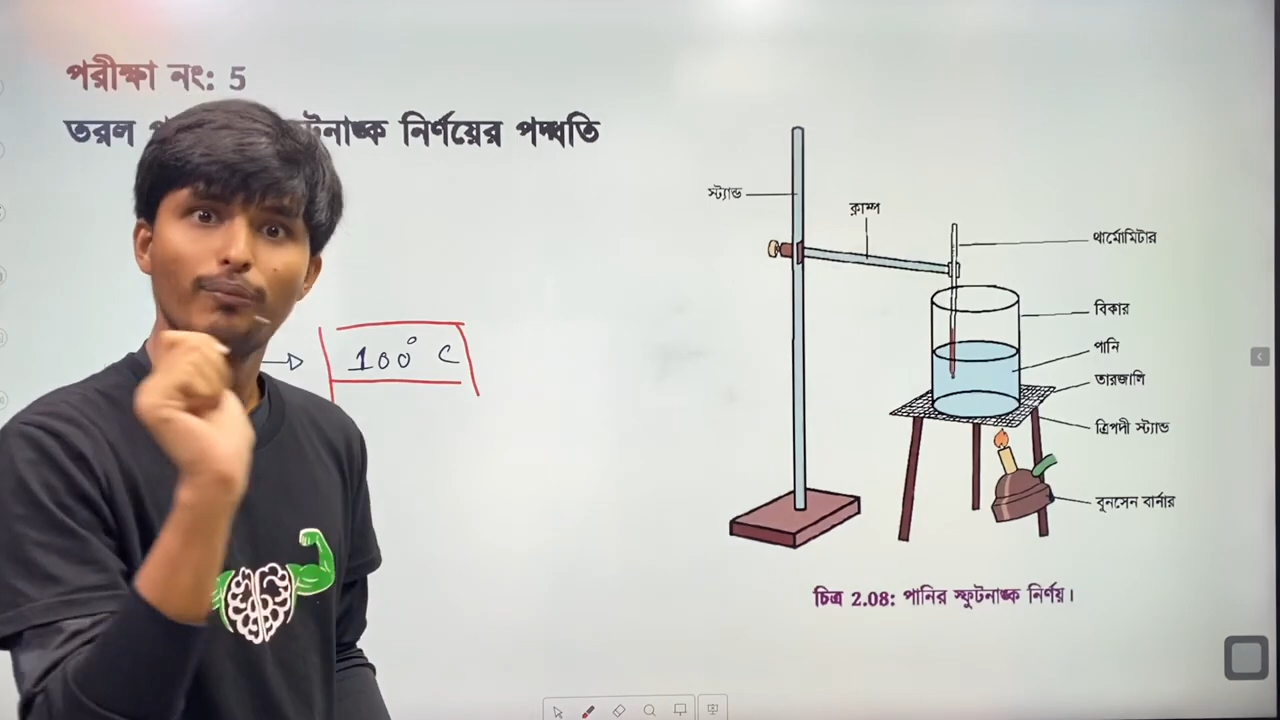 পরীক্ষা নং: 5
তরল নির্ণয়ের পদ্ধতি
100° C
স্ট্যান্ড
ক্লাম্প
থার্মোমিটার
বিকার
পানি
তারজালি
ত্রিপদী স্ট্যান্ড
বুনসেন বার্নার
চিত্র 2.08: পানির স্ফুটনাঙ্ক নির্ণয়।